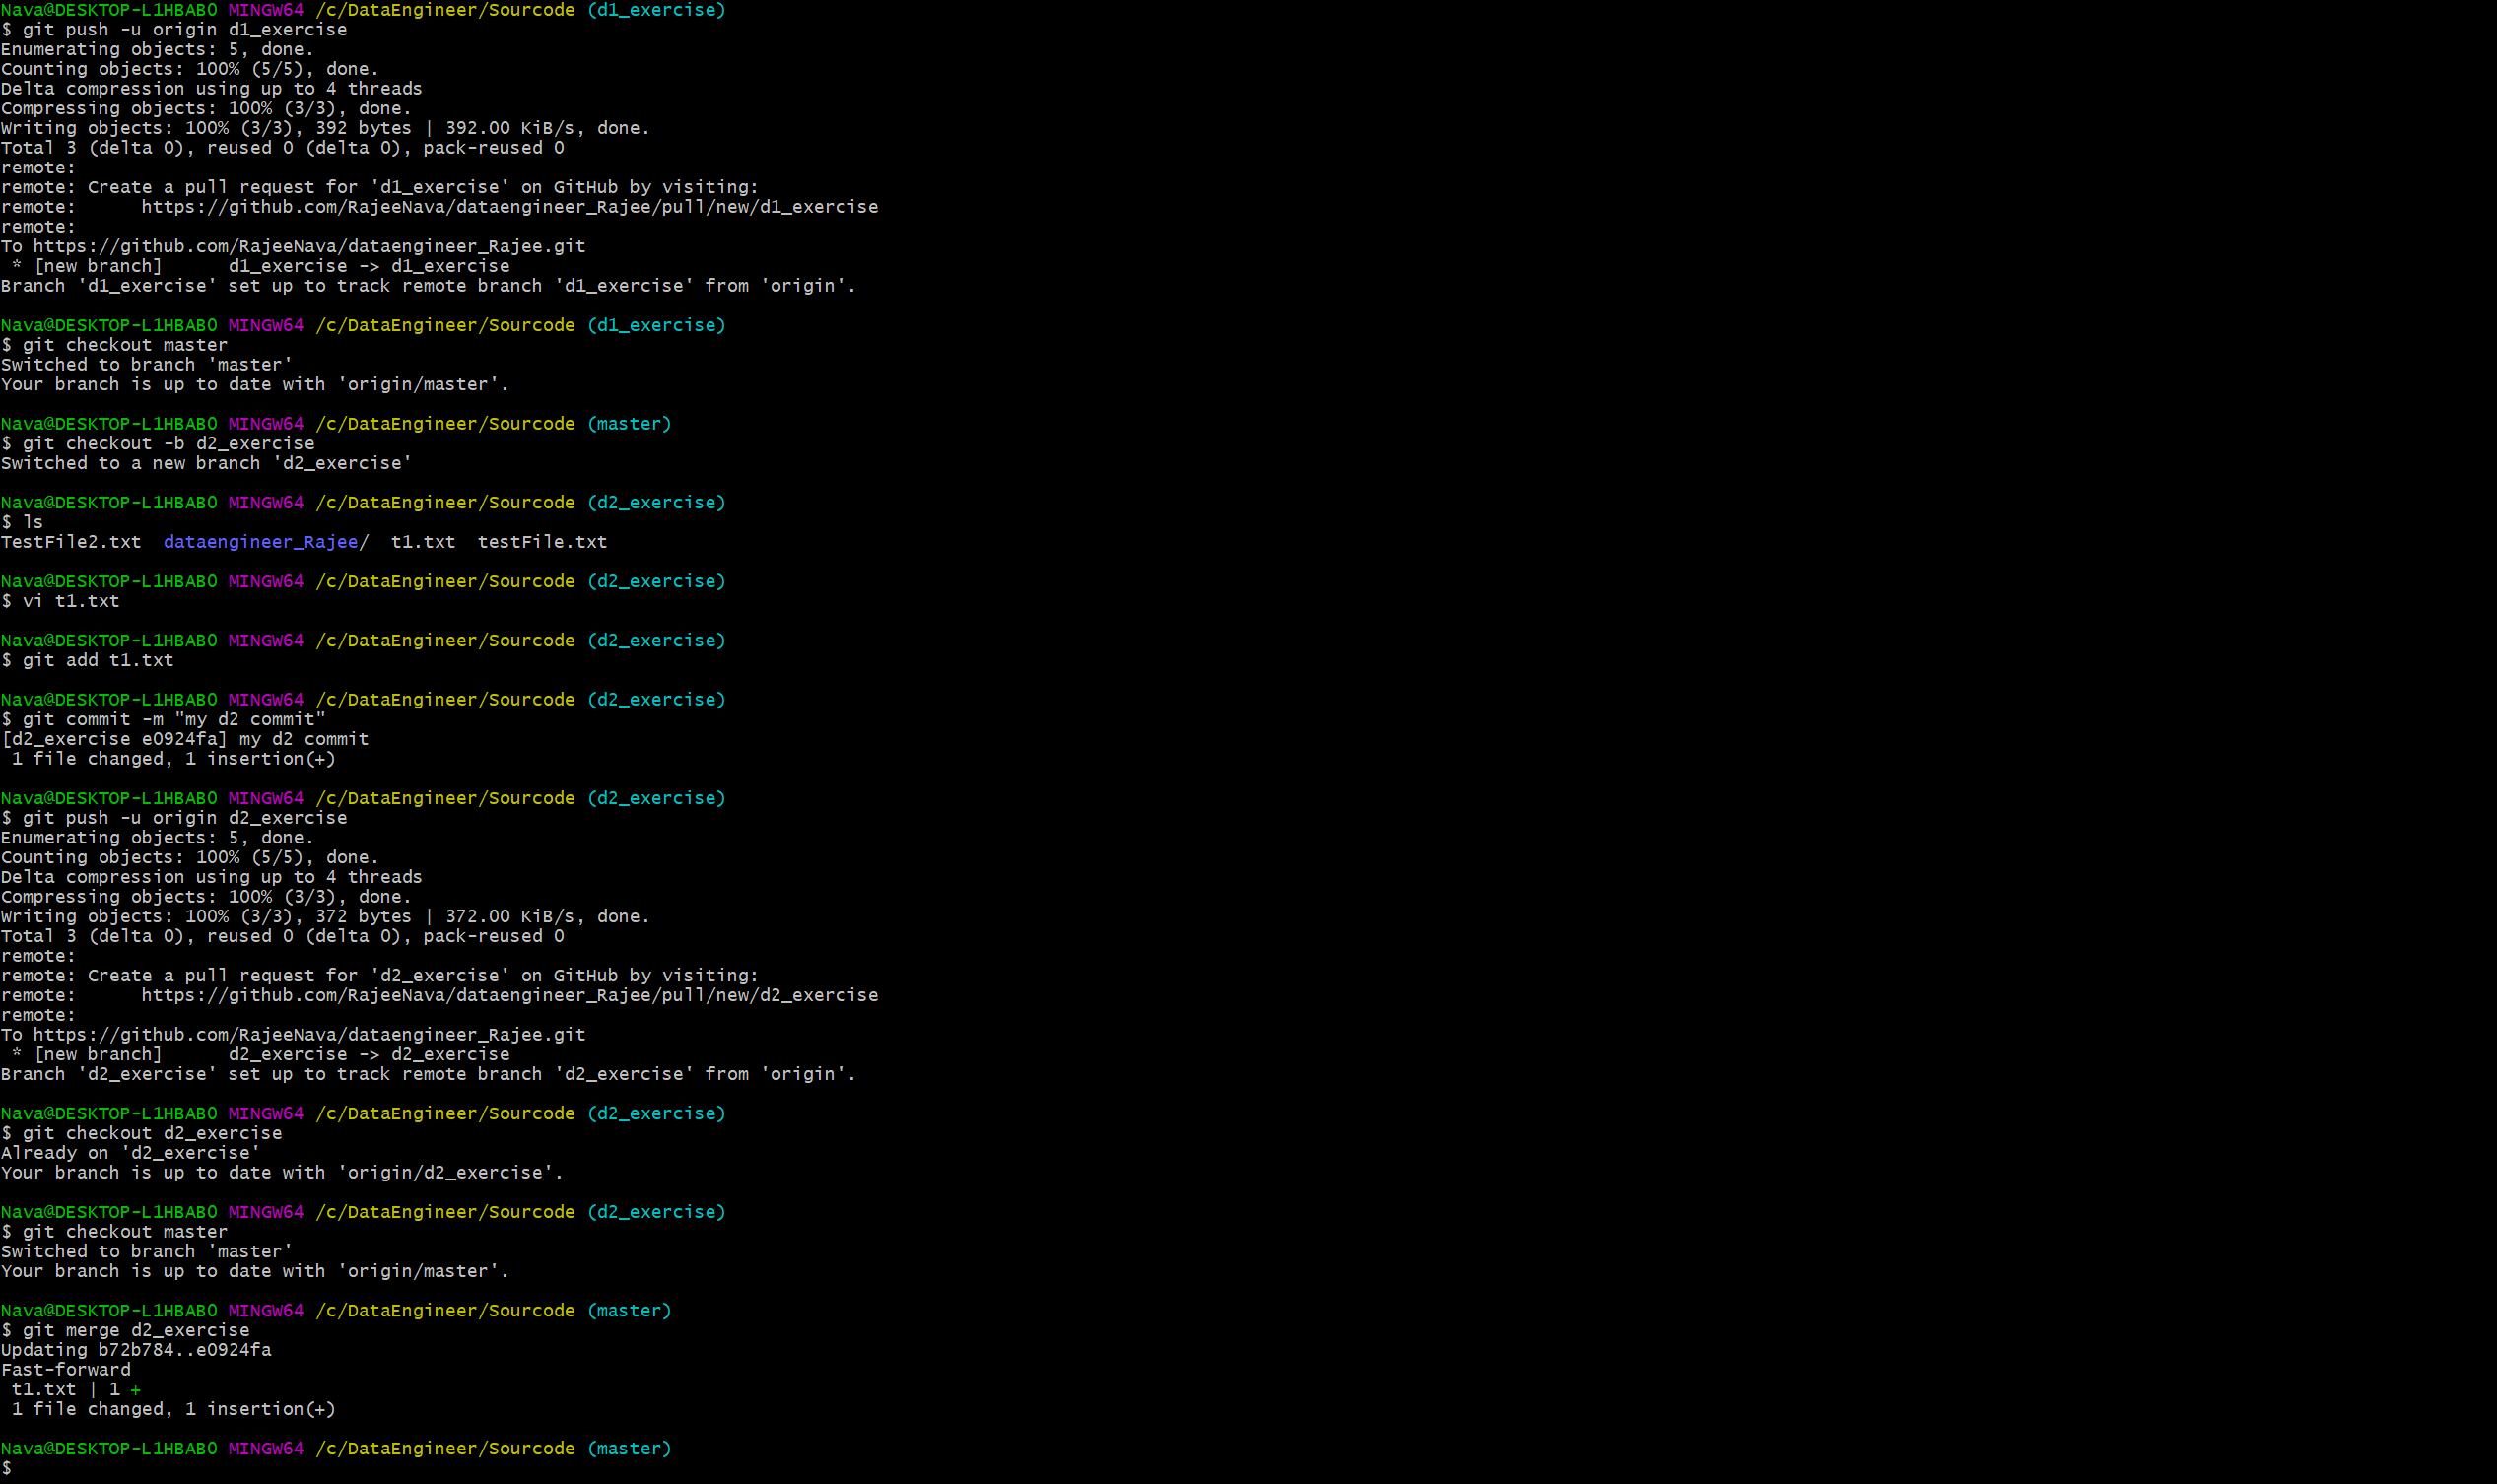 Nava@DESKTOP-L1HBAB0 MINGW64 /c/DataEngineer/Sourcode (d1_exercise)
$ git push -u origin d1_exercise
Enumerating objects: 5, done.
Counting objects: 100% (5/5), done.
Delta compression using up to 4 threads
Compressing objects: 100% (3/3), done.
Writing objects: 100% (3/3), 392 bytes | 392.00 KiB/s, done.
Total 3 (delta 0), reused 0 (delta 0), pack-reused 0
remote:
remote: Create a pull request for 'd1_exercise' on GitHub by visiting:
remote:      https://github.com/RajeeNava/dataengineer_Rajee/pull/new/d1_exercise
remote:
To https://github.com/RajeeNava/dataengineer_Rajee.git
 * [new branch]      d1_exercise -> d1_exercise
Branch 'd1_exercise' set up to track remote branch 'd1_exercise' from 'origin'.
Nava@DESKTOP-L1HBAB0 MINGW64 /c/DataEngineer/Sourcode (d1_exercise)
$ git checkout master
Switched to branch 'master'
Your branch is up to date with 'origin/master'.
Nava@DESKTOP-L1HBAB0 MINGW64 /c/DataEngineer/Sourcode (master)
$ git checkout -b d2_exercise
Switched to a new branch 'd2_exercise'
Nava@DESKTOP-L1HBAB0 MINGW64 /c/DataEngineer/Sourcode (d2_exercise)
$ ls
TestFile2.txt  dataengineer_Rajee/  t1.txt  testFile.txt
Nava@DESKTOP-L1HBAB0 MINGW64 /c/DataEngineer/Sourcode (d2_exercise)
$ vi t1.txt
Nava@DESKTOP-L1HBAB0 MINGW64 /c/DataEngineer/Sourcode (d2_exercise)
$ git add t1.txt
Nava@DESKTOP-L1HBAB0 MINGW64 /c/DataEngineer/Sourcode (d2_exercise)
$ git commit -m "my d2 commit"
[d2_exercise e0924fa] my d2 commit
 1 file changed, 1 insertion(+)
Nava@DESKTOP-L1HBAB0 MINGW64 /c/DataEngineer/Sourcode (d2_exercise)
$ git push -u origin d2_exercise
Enumerating objects: 5, done.
Counting objects: 100% (5/5), done.
Delta compression using up to 4 threads
Compressing objects: 100% (3/3), done.
Writing objects: 100% (3/3), 372 bytes | 372.00 KiB/s, done.
Total 3 (delta 0), reused 0 (delta 0), pack-reused 0
remote:
remote: Create a pull request for 'd2_exercise' on GitHub by visiting:
remote:      https://github.com/RajeeNava/dataengineer_Rajee/pull/new/d2_exercise
remote:
To https://github.com/RajeeNava/dataengineer_Rajee.git
 * [new branch]      d2_exercise -> d2_exercise
Branch 'd2_exercise' set up to track remote branch 'd2_exercise' from 'origin'.
Nava@DESKTOP-L1HBAB0 MINGW64 /c/DataEngineer/Sourcode (d2_exercise)
$ git checkout d2_exercise
Already on 'd2_exercise'
Your branch is up to date with 'origin/d2_exercise'.
Nava@DESKTOP-L1HBAB0 MINGW64 /c/DataEngineer/Sourcode (d2_exercise)
$ git checkout master
Switched to branch 'master'
Your branch is up to date with 'origin/master'.
Nava@DESKTOP-L1HBAB0 MINGW64 /c/DataEngineer/Sourcode (master)
$ git merge d2_exercise
Updating b72b784..e0924fa
Fast-forward
 t1.txt | 1 +
 1 file changed, 1 insertion(+)
Nava@DESKTOP-L1HBAB0 MINGW64 /c/DataEngineer/Sourcode (master)
$